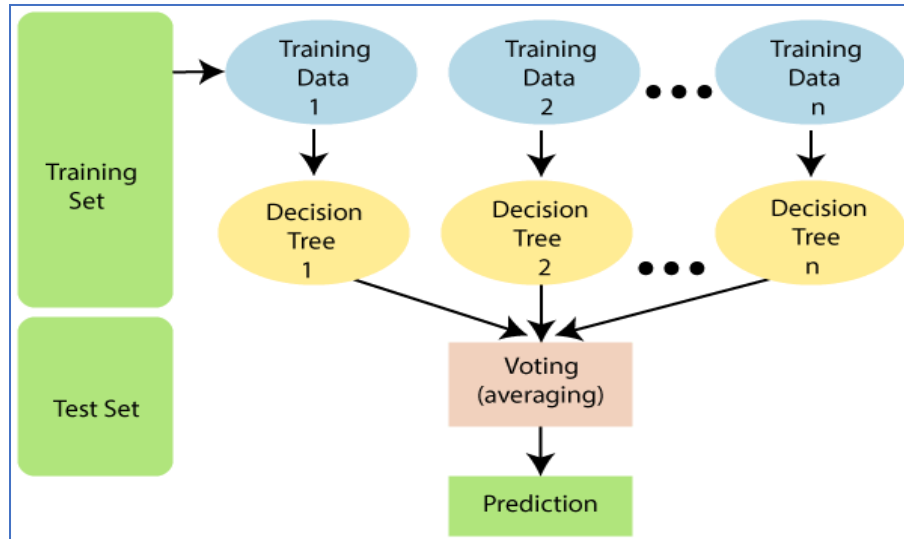 Training
Set
Test Set
Training
Data
1
Training
Data
2
Training
Data
n
Decision
Tree
1
Decision
Tree
2
Decision
Tree
n
Voting
(averaging)
Prediction